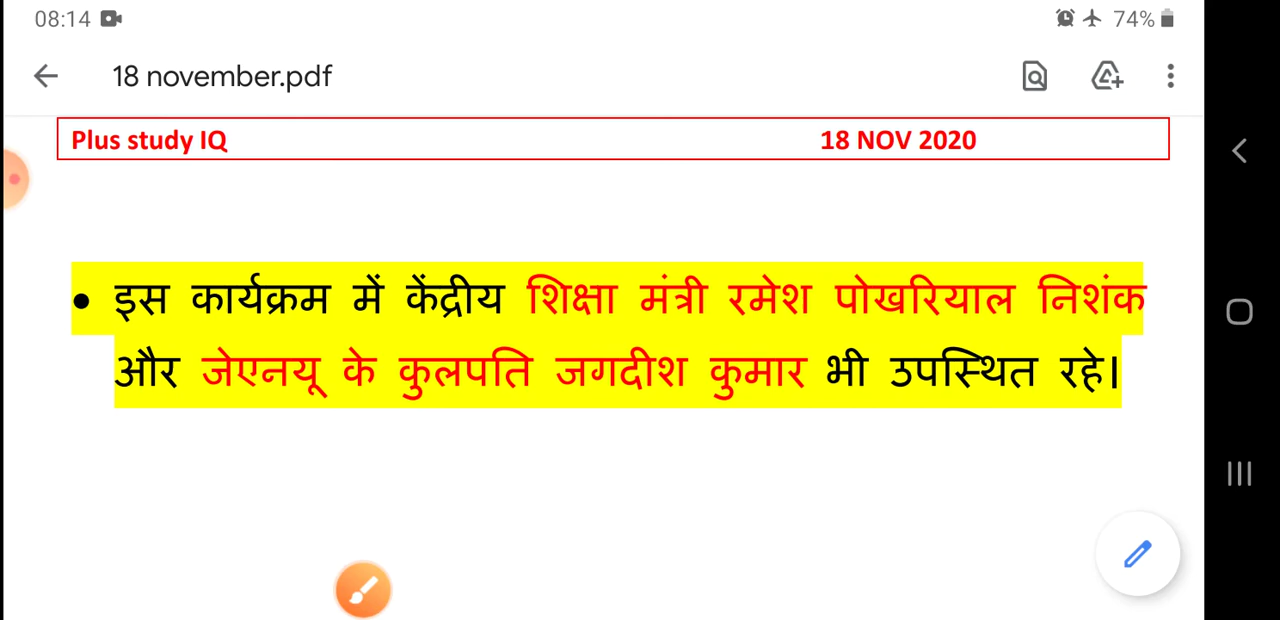 08:14 74%
18 november.pdf
Plus study IQ 18 NOV 2020
• इस कार्यक्रम में केंद्रीय शिक्षा मंत्री रमेश पोखरियाल निशंक
और जेएनयू के कुलपति जगदीश कुमार भी उपस्थित रहे।